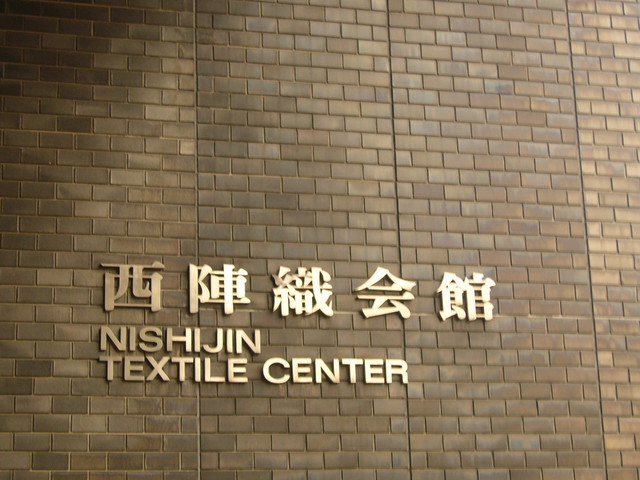 西陣織会館
NISHIJIN
TEXTILE CENTER